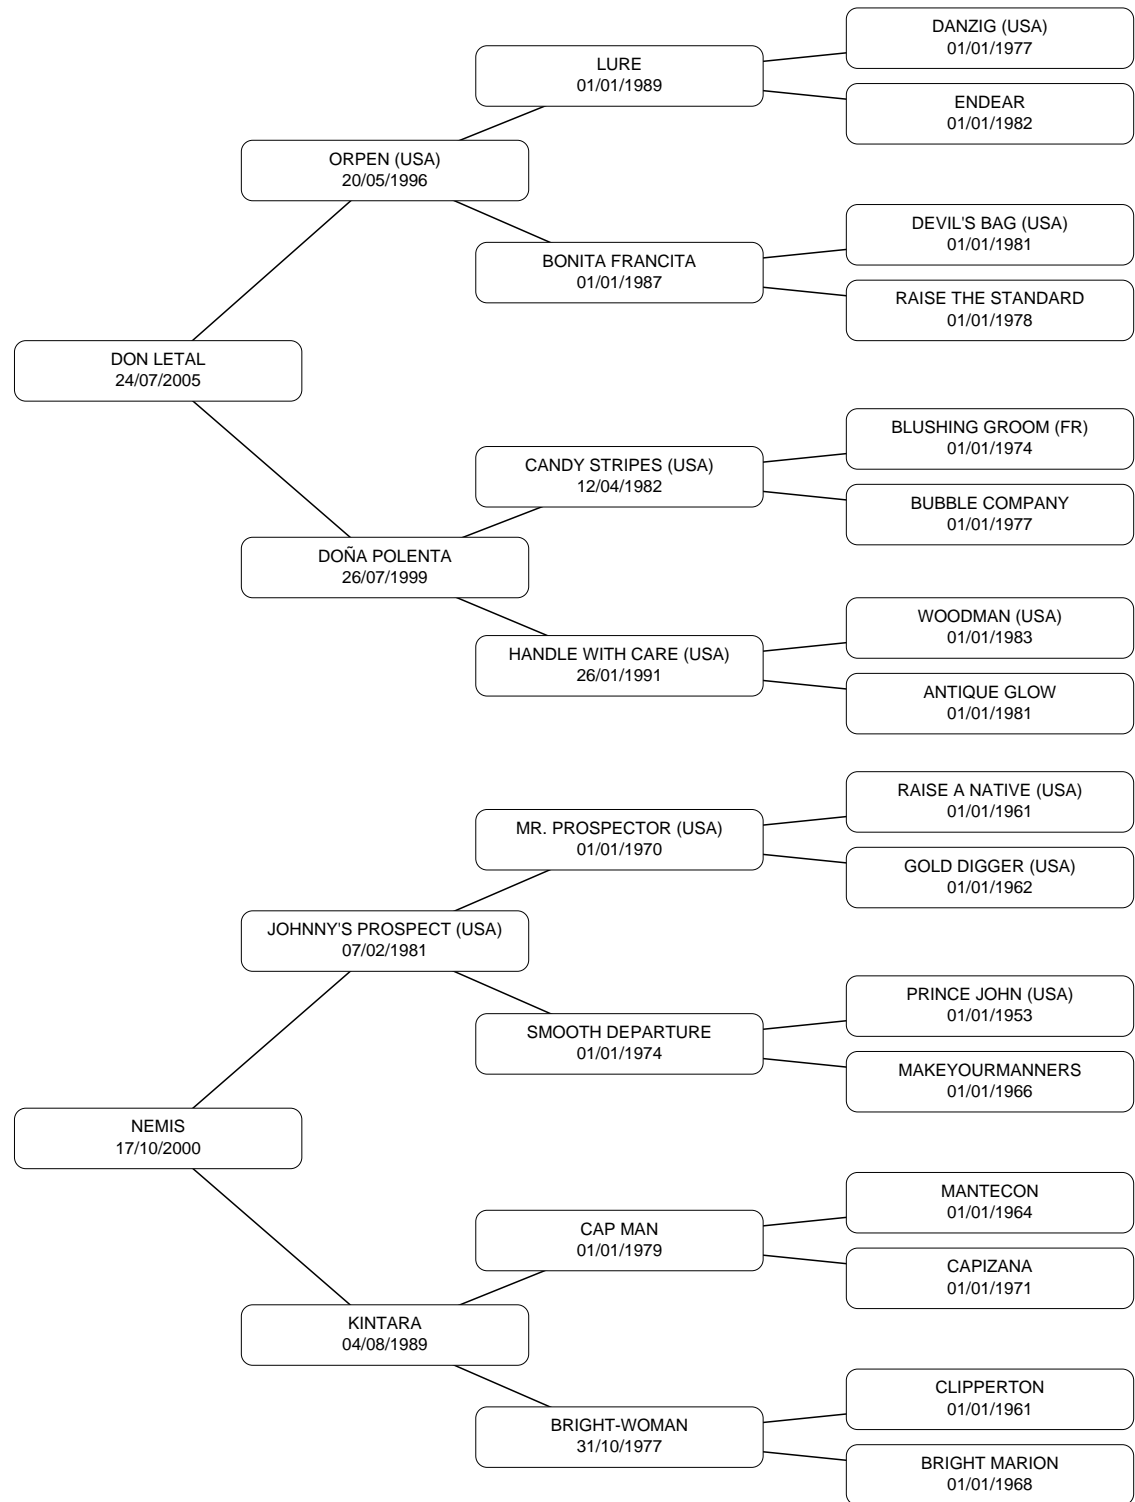 DANZIG (USA)
01/01/1977
LURE
01/01/1989
ENDEAR
01/01/1982
ORPEN (USA)
20/05/1996
DEVIL'S BAG (USA)
01/01/1981
BONITA FRANCITA
01/01/1987
RAISE THE STANDARD
01/01/1978
DON LETAL
24/07/2005
BLUSHING GROOM (FR)
01/01/1974
CANDY STRIPES (USA)
12/04/1982
BUBBLE COMPANY
01/01/1977
DOÑA POLENTA
26/07/1999
WOODMAN (USA)
01/01/1983
HANDLE WITH CARE (USA)
26/01/1991
ANTIQUE GLOW
01/01/1981
RAISE A NATIVE (USA)
01/01/1961
MR. PROSPECTOR (USA)
01/01/1970
GOLD DIGGER (USA)
01/01/1962
JOHNNY'S PROSPECT (USA)
07/02/1981
PRINCE JOHN (USA)
01/01/1953
SMOOTH DEPARTURE
01/01/1974
MAKEYOURMANNERS
01/01/1966
NEMIS
17/10/2000
MANTECON
01/01/1964
CAP MAN
01/01/1979
CAPIZANA
01/01/1971
KINTARA
04/08/1989
CLIPPERTON
01/01/1961
BRIGHT-WOMAN
31/10/1977
BRIGHT MARION
01/01/1968